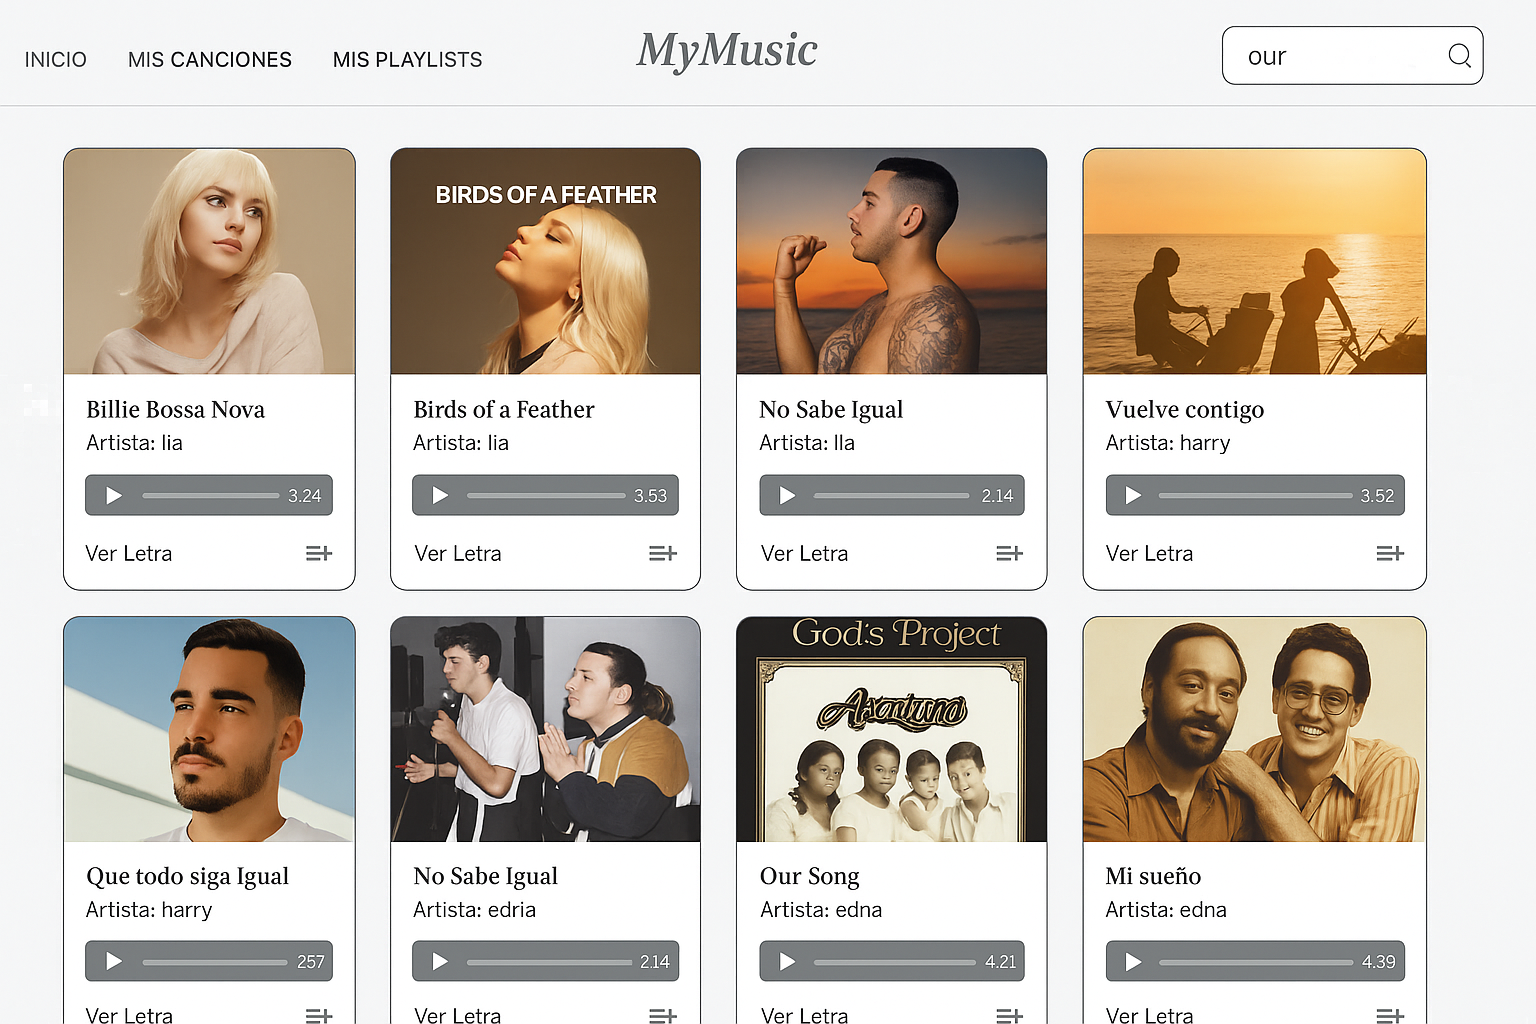 INICIO MIS CANCIONES MIS PLAYLISTS
MyMusic
our
BIRDS OF A FEATHER
Billie Bossa Nova
Artista: lia
3.24
Ver Letra
Birds of a Feather
Artista: lia
3.53
Ver Letra
No Sabe Igual
Artista: lla
2.14
Ver Letra
Vuelve contigo
Artista: harry
3.52
Ver Letra
Que todo siga Igual
Artista: harry
257
Ver Letra
No Sabe Igual
Artista: edria
2.14
Ver Letra
God's Project
Our Song
Artista: edna
4.21
Ver Letra
Mi sueño
Artista: edna
4.39
Ver Letra